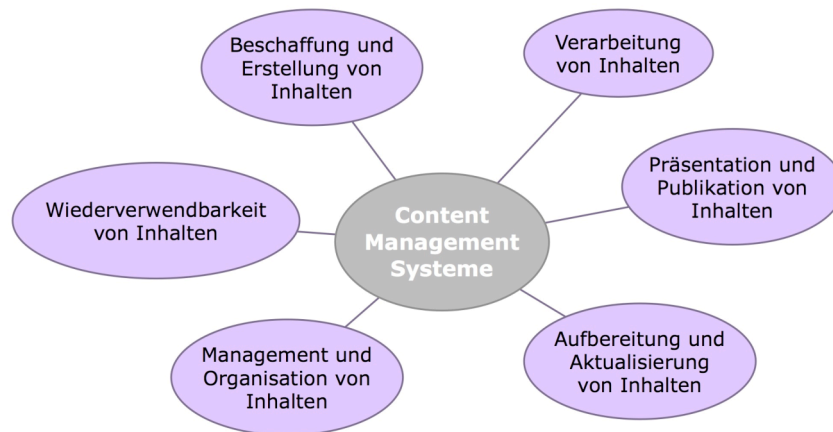 Beschaffung und
Erstellung von
Inhalten
Verarbeitung
von Inhalten
Präsentation und
Publikation von
Inhalten
Wiederverwendbarkeit
von Inhalten
Content
Management
Systeme
Management und
Organisation von
Inhalten
Aufbereitung und
Aktualisierung
von Inhalten